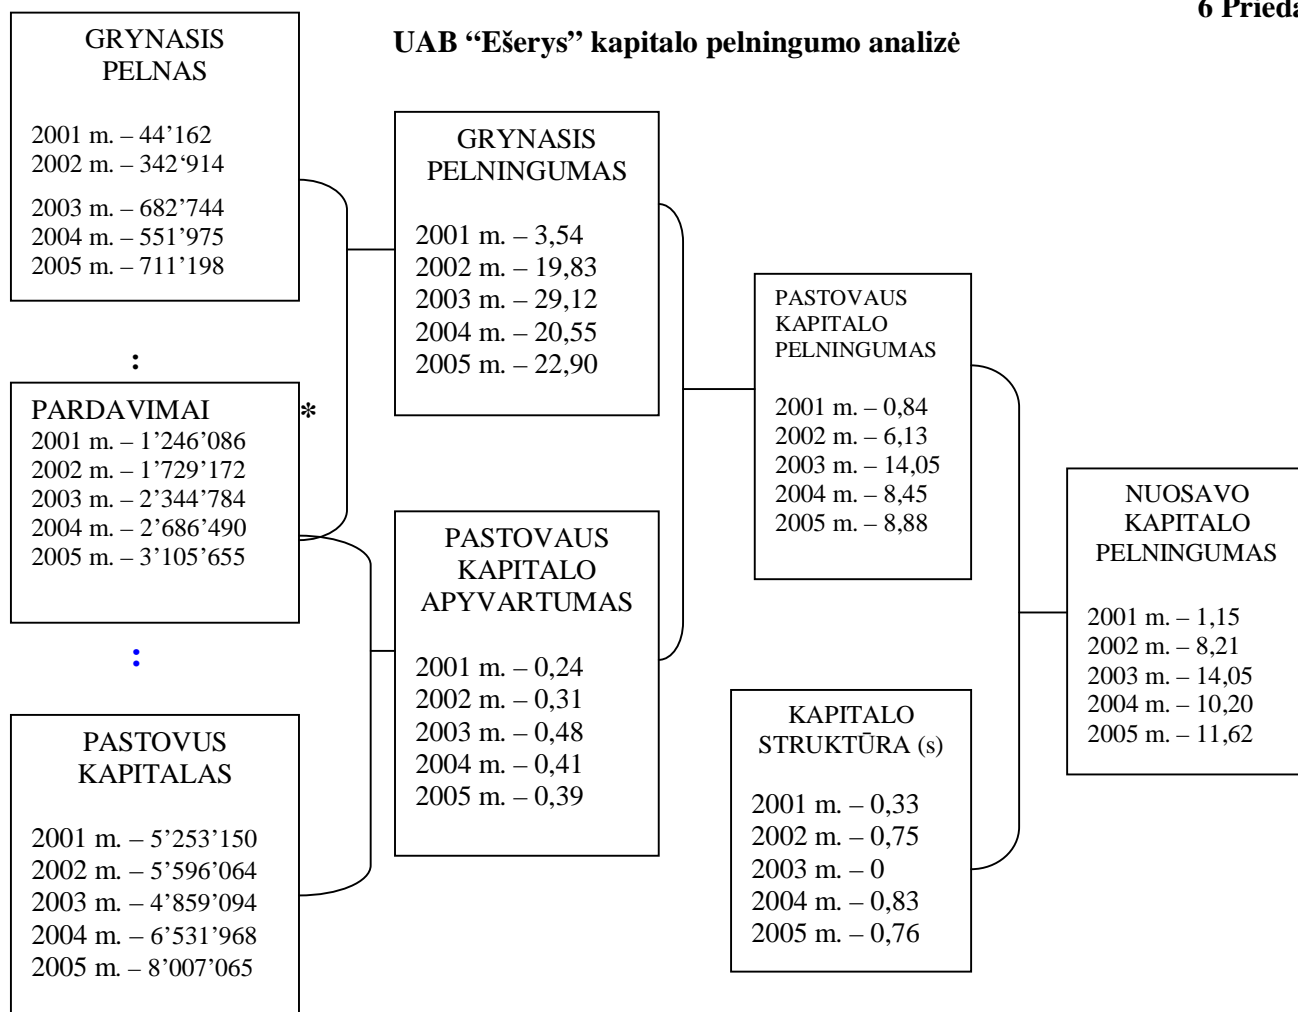 6 Prieda
UAB “Ešerys” kapitalo pelningumo analizė
GRYNASIS
PELNAS
2001 m. – 44’162
2002 m. – 342‘914
2003 m. – 682’744
2004 m. – 551’975
2005 m. – 711’198
:
PARDAVIMAI
*
2001 m. – 1’246’086
2002 m. – 1’729’172
2003 m. – 2’344’784
2004 m. – 2’686’490
2005 m. – 3’105’655
:
PASTOVUS
KAPITALAS
2001 m. – 5’253’150
2002 m. – 5’596’064
2003 m. – 4’859’094
2004 m. – 6’531’968
2005 m. – 8’007’065
GRYNASIS
PELNINGUMAS
2001 m. – 3,54
2002 m. – 19,83
2003 m. – 29,12
2004 m. – 20,55
2005 m. – 22,90
PASTOVAUS
KAPITALO
APYVARTUMAS
2001 m. – 0,24
2002 m. – 0,31
2003 m. – 0,48
2004 m. – 0,41
2005 m. – 0,39
PASTOVAUS
KAPITALO
PELNINGUMAS
2001 m. – 0,84
2002 m. – 6,13
2003 m. – 14,05
2004 m. – 8,45
2005 m. – 8,88
KAPITALO
STRUKTŪRA (s)
2001 m. – 0,33
2002 m. – 0,75
2003 m. – 0
2004 m. – 0,83
2005 m. – 0,76
NUOSAVO
KAPITALO
PELNINGUMAS
2001 m. – 1,15
2002 m. – 8,21
2003 m. – 14,05
2004 m. – 10,20
2005 m. – 11,62